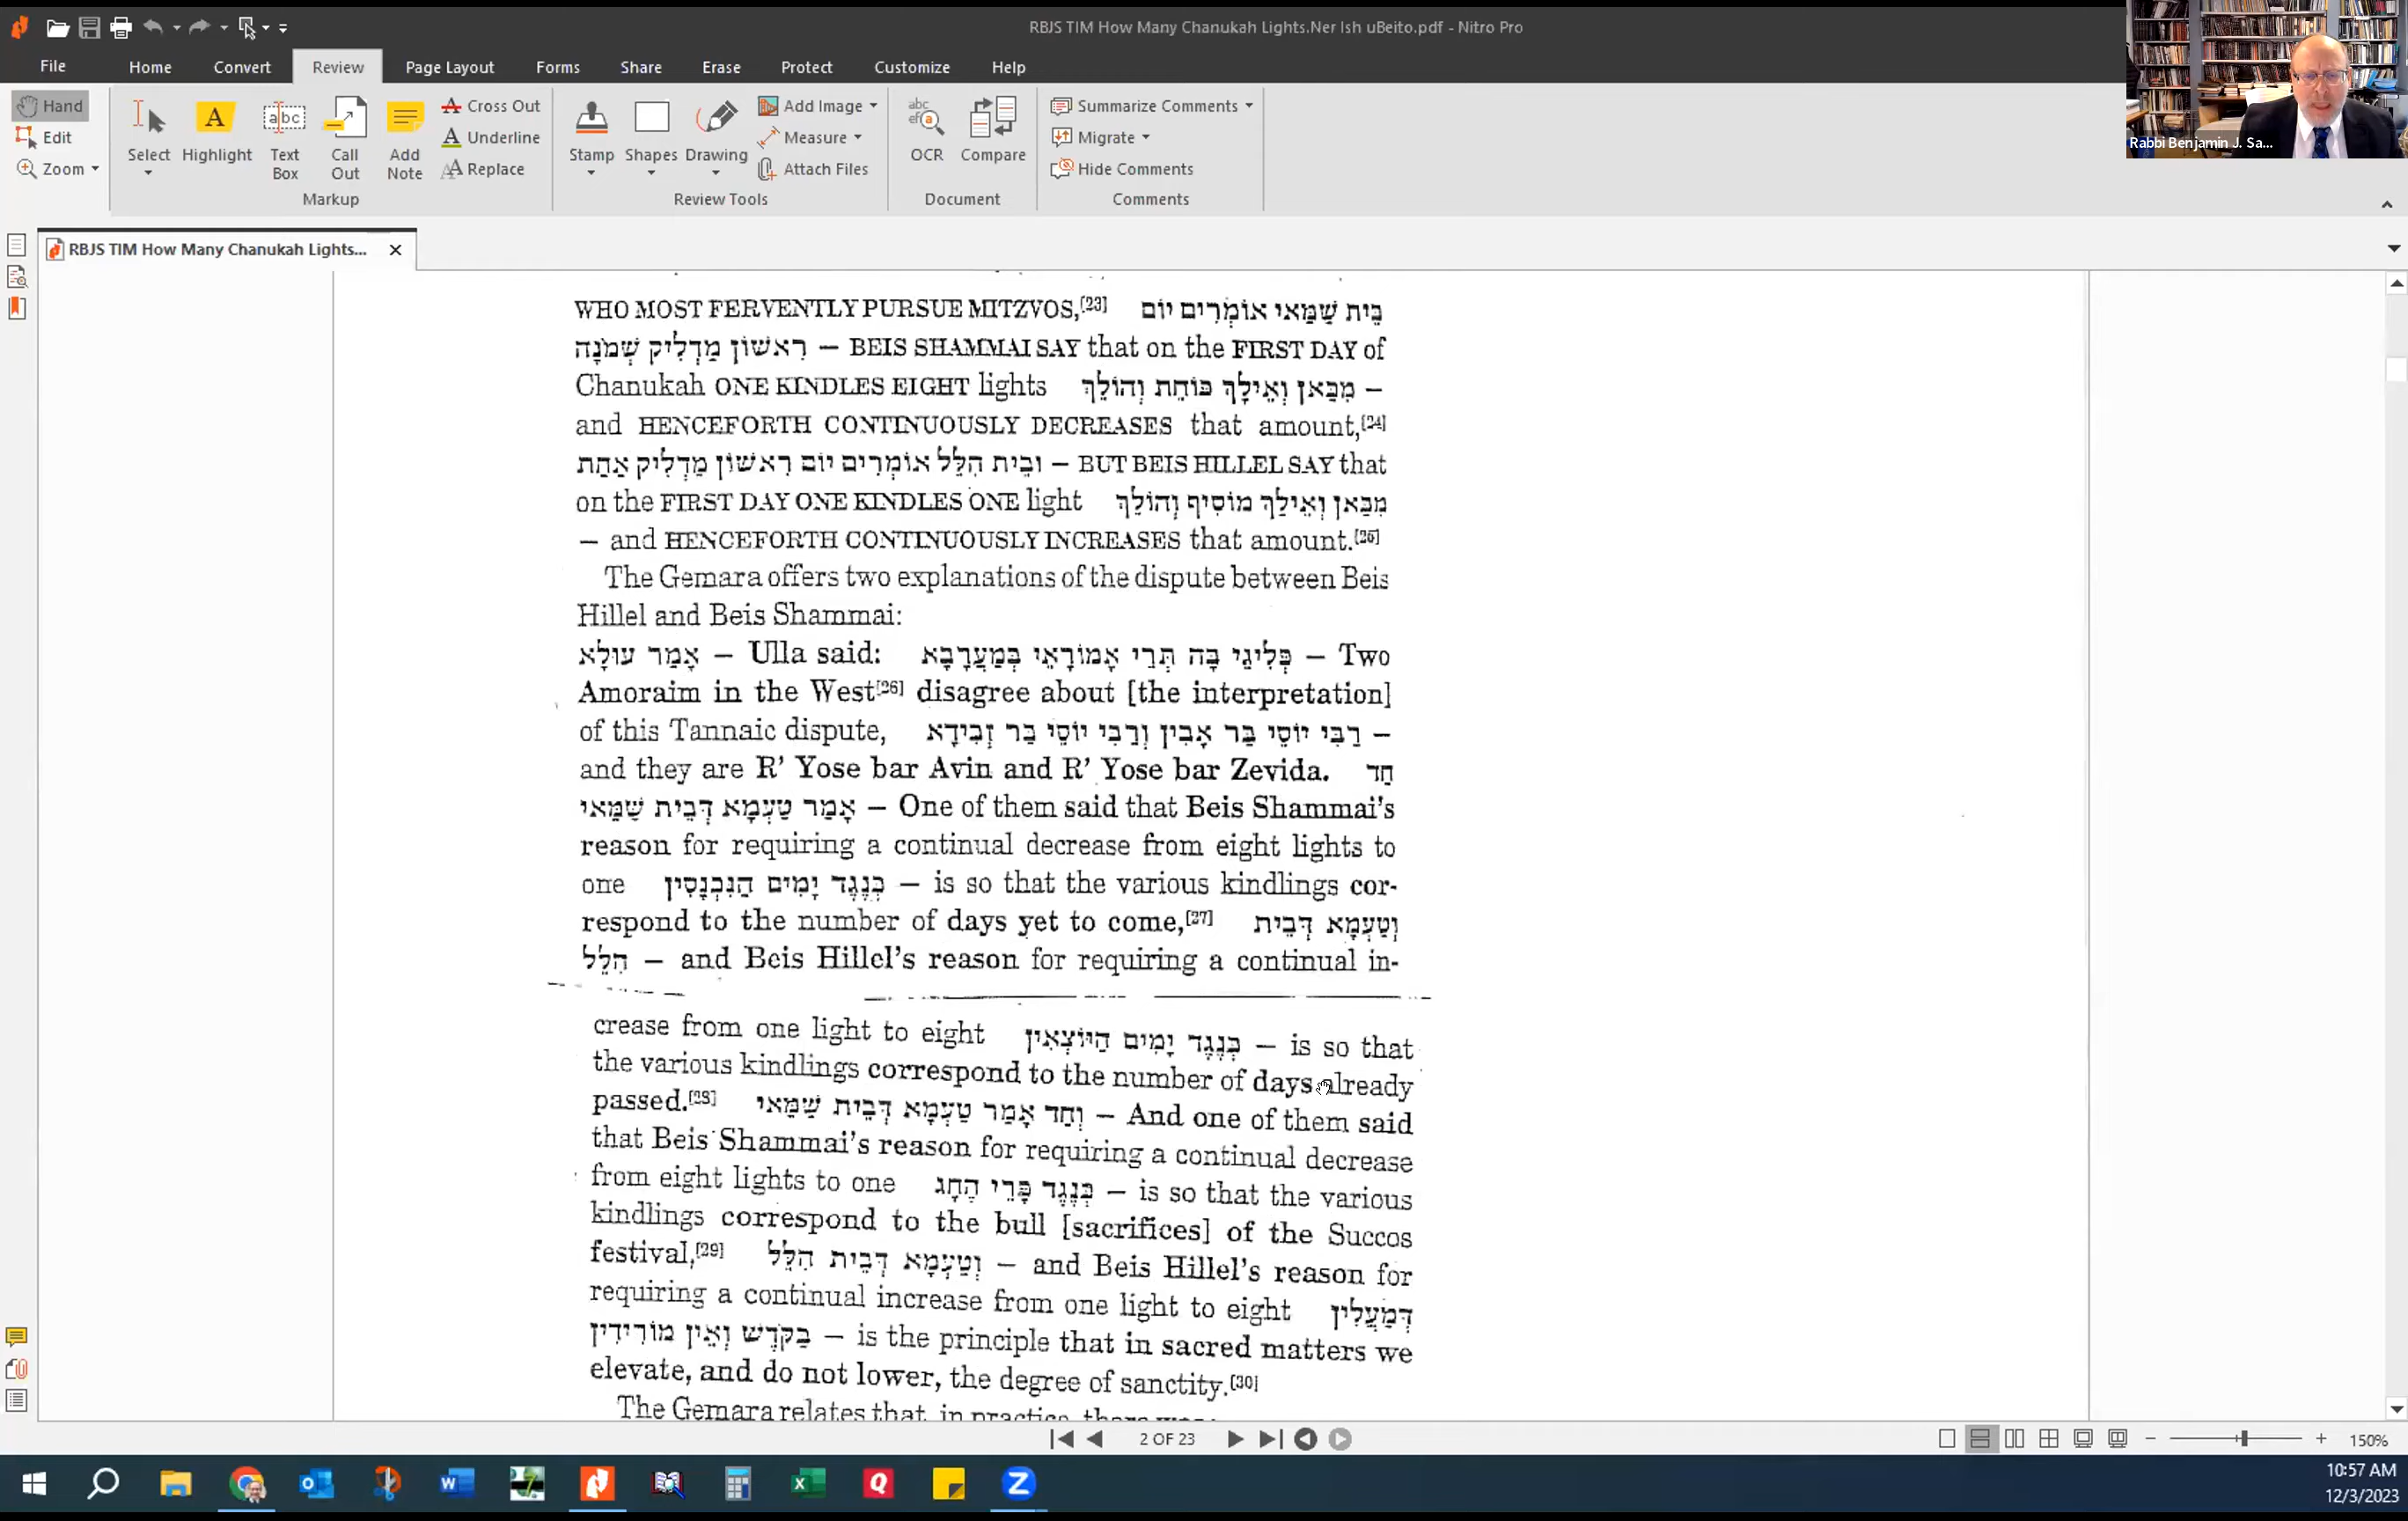 RBJS TIM How Many Chanukah Lights.Ner Ish uBeito.pdf - Nitro Pro
File Home Convert Review Page Layout Forms Share Erase Protect Customize Help
Hand
Edit
Zoom
Select
Highlight
Text Box
Call Out
Add Note
Cross Out
Underline
Replace
Markup
Stamp
Shapes
Drawing
Add Image
Measure
Attach Files
Review Tools
abc
OCR
Compare
Document
Summarize Comments
Migrate
Hide Comments
Comments
Rabbi Benjamin J. Sa...
RBJS TIM How Many Chanukah Lights...
WHO MOST FERVENTLY PURSUE MITZVOS,[23] בֵּית שַׁמַּאי אוֹמְרִים יוֹם
רִאשׁוֹן מַדְלִיק שְׁמֹנָה – BEIS SHAMMAI SAY that on the FIRST DAY of
Chanukah ONE KINDLES EIGHT lights מִכָּאן וְאֵילָךְ פּוֹחֵת וְהוֹלֵךְ –
and HENCEFORTH CONTINUOUSLY DECREASES that amount,[24]
וּבֵית הִלֵּל אוֹמְרִים יוֹם רִאשׁוֹן מַדְלִיק אַחַת – BUT BEIS HILLEL SAY that
on the FIRST DAY ONE KINDLES ONE light מִכָּאן וְאֵילָךְ מוֹסִיף וְהוֹלֵךְ
– and HENCEFORTH CONTINUOUSLY INCREASES that amount.[25]
The Gemara offers two explanations of the dispute between Beis
Hillel and Beis Shammai:
אָמַר עוּלָא – Ulla said: פְּלִיגֵי בָּהּ תְּרֵי אָמוֹרָאֵי בְּמַעֲרָבָא – Two
Amoraim in the West[26] disagree about [the interpretation]
of this Tannaic dispute, רַבִּי יוֹסֵי בַּר אָבִין וְרַבִּי יוֹסֵי בַּר זְבִידָא –
and they are R' Yose bar Avin and R' Yose bar Zevida. חַד
אָמַר טַעְמָא דְּבֵית שַׁמַּאי – One of them said that Beis Shammai's
reason for requiring a continual decrease from eight lights to
one כְּנֶגֶד יָמִים הַנִּכְנָסִין – is so that the various kindlings cor-
respond to the number of days yet to come,[27] וְטַעְמָא דְּבֵית
הִלֵּל – and Beis Hillel's reason for requiring a continual in-
crease from one light to eight כְּנֶגֶד יָמִים הַיּוֹצְאִין – is so that
the various kindlings correspond to the number of days already
passed.[28] וְחַד אָמַר טַעְמָא דְּבֵית שַׁמַּאי – And one of them said
that Beis Shammai's reason for requiring a continual decrease
from eight lights to one כְּנֶגֶד פָּרֵי הֶחָג – is so that the various
kindlings correspond to the bull [sacrifices] of the Succos
festival,[29] וְטַעְמָא דְּבֵית הִלֵּל – and Beis Hillel's reason for
requiring a continual increase from one light to eight דְּמַעֲלִין
בַּקֹּדֶשׁ וְאֵין מוֹרִידִין – is the principle that in sacred matters we
elevate, and do not lower, the degree of sanctity.[30]
The Gemara relates that, in practice, there were
2 OF 23
150%
10:57 AM
12/3/2023